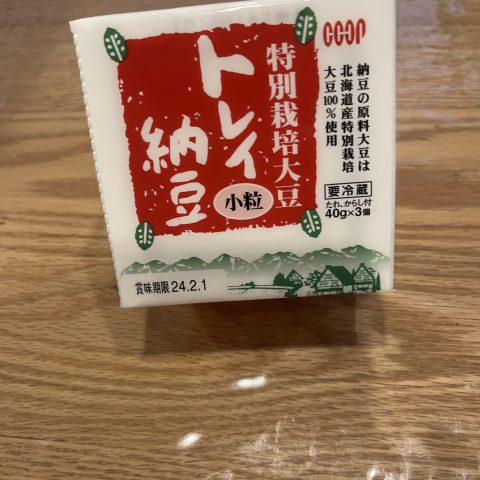 COOP
納豆の原料大豆は
北海道産特別栽培
大豆100%使用
特別栽培大豆
トレイ
納豆
小粒
要冷蔵
たれ、からし付
40g×3個
賞味期限24.2.1